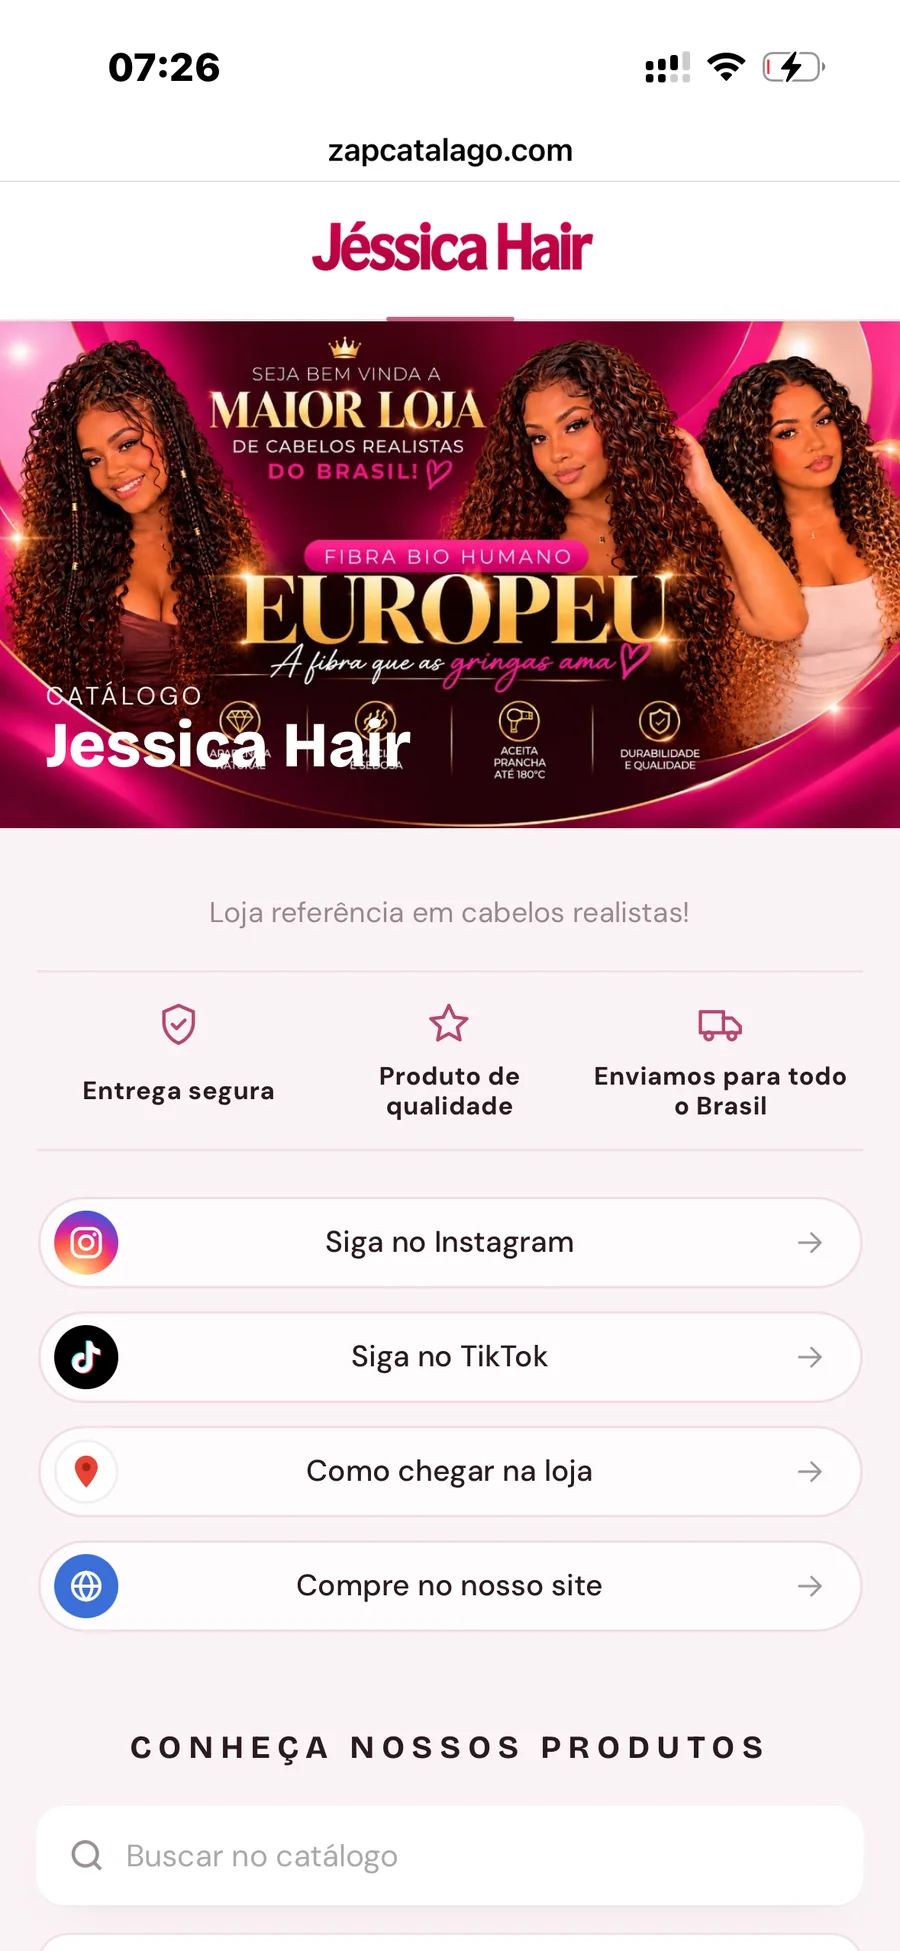 07:26
zapcatalago.com
Jéssica Hair
SEJA BEM VINDA A
MAIOR LOJA
DE CABELOS REALISTAS
DO BRASIL!
FIBRA BIO HUMANO
EUROPEU
A fibra que as gringas ama
CATÁLOGO
Jessica Hair
ACEITA
PRANCHA
ATÉ 180°C
DURABILIDADE
E QUALIDADE
Loja referência em cabelos realistas!
Entrega segura
Produto de
qualidade
Enviamos para todo
o Brasil
Siga no Instagram
Siga no TikTok
Como chegar na loja
Compre no nosso site
CONHEÇA NOSSOS PRODUTOS
Buscar no catálogo